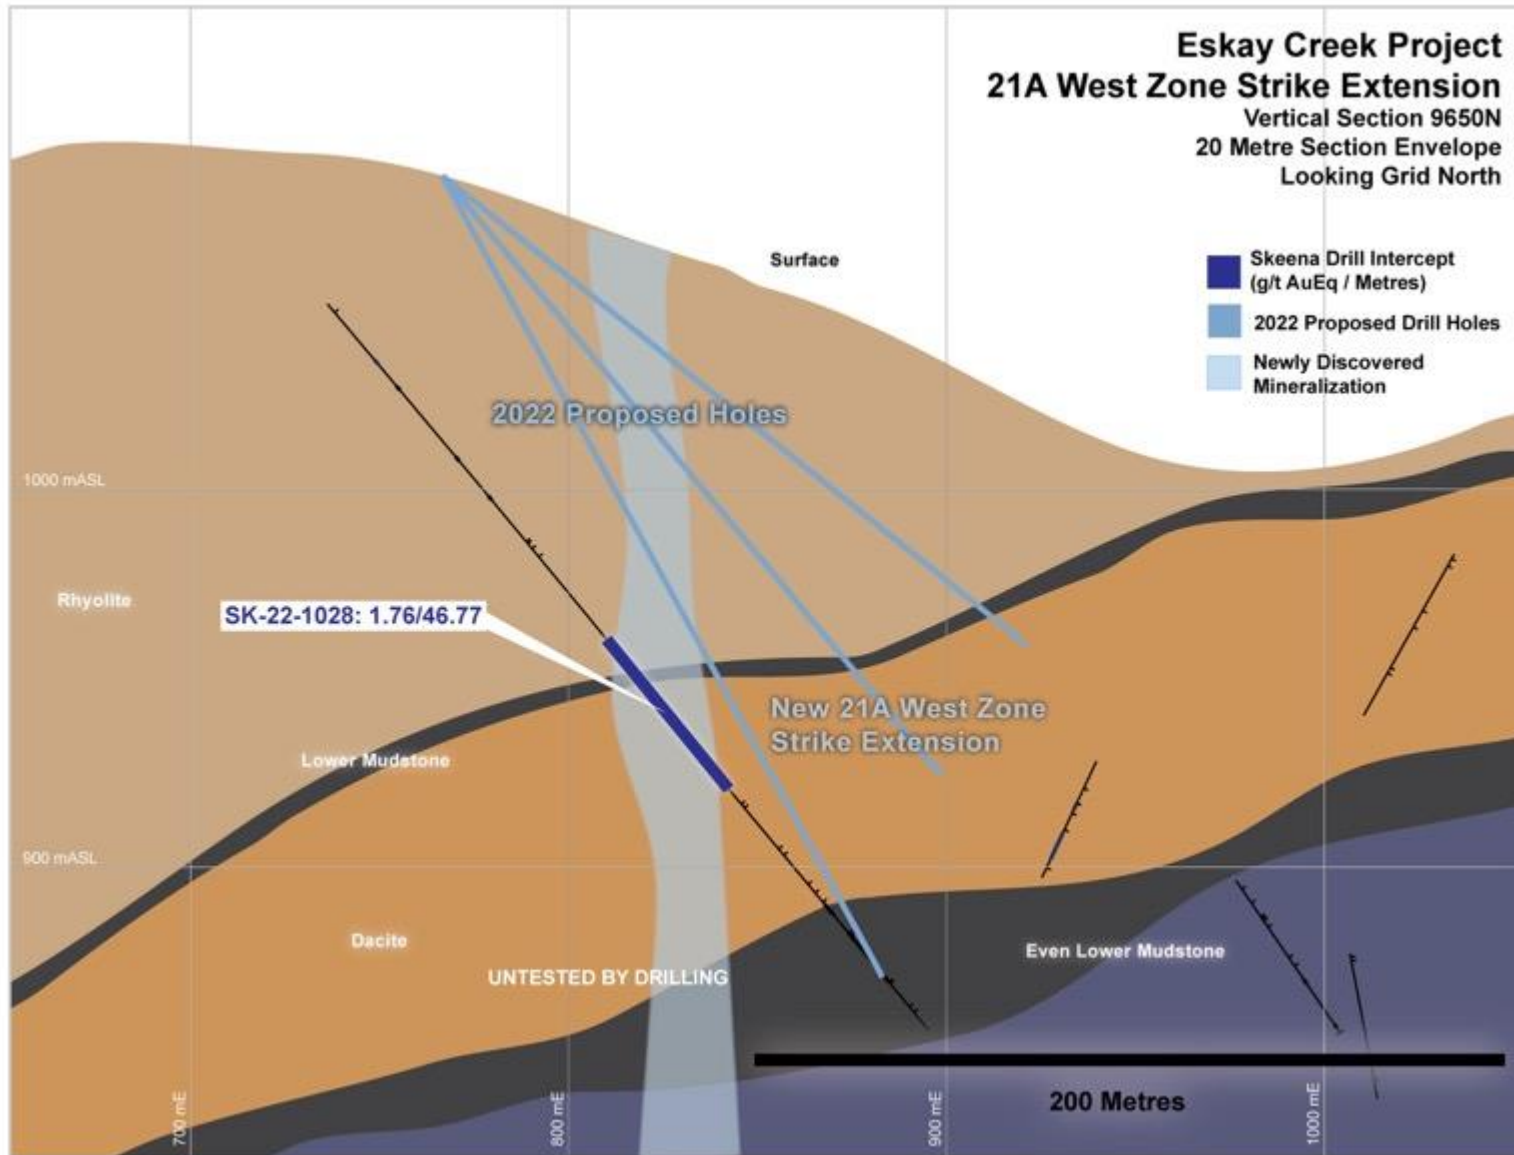 Eskay Creek Project
21A West Zone Strike Extension
Vertical Section 9650N
20 Metre Section Envelope
Looking Grid North
Surface
Skeena Drill Intercept
(g/t AuEq / Metres)
2022 Proposed Drill Holes
Newly Discovered
Mineralization
2022 Proposed Holes
1000 mASL
Rhyolite
SK-22-1028: 1.76/46.77
New 21A West Zone
Strike Extension
Lower Mudstone
900 mASL
Dacite
UNTESTED BY DRILLING
Even Lower Mudstone
200 Metres
700 mE
800 mE
900 mE
1000 mE